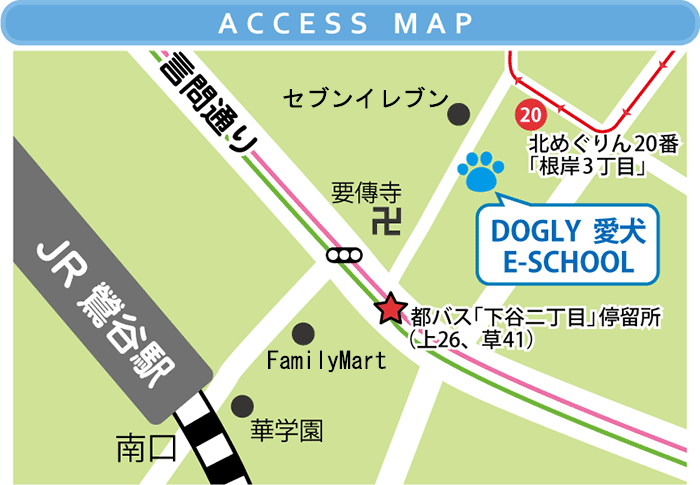 ACCESS MAP
言問通り
セブンイレブン
20
北めぐりん20番
「根岸3丁目」
要傳寺
卍
DOGLY 愛犬
E-SCHOOL
JR 鶯谷駅
都バス「下谷二丁目」停留所
（上26、草41）
FamilyMart
華学園
南口